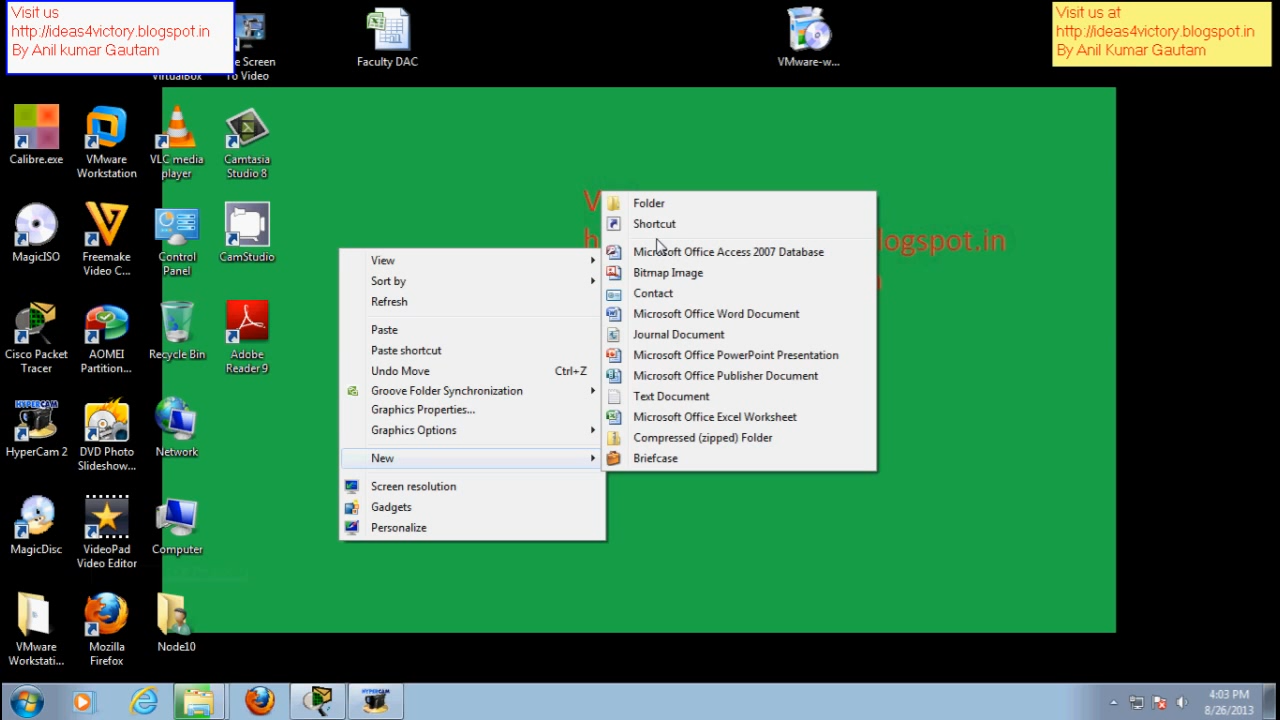 Visit us
http://ideas4victory.blogspot.in
By Anil kumar Gautam
Visit us at
http://ideas4victory.blogspot.in
By Anil Kumar Gautam
VirtualBox
Screen
To Video
Faculty DAC
VMware-w...
Calibre.exe
VMware
Workstation
VLC media
player
Camtasia
Studio 8
MagicISO
Freemake
Video C...
Control
Panel
CamStudio
Cisco Packet
Tracer
AOMEI
Partition...
Recycle Bin
Adobe
Reader 9
HyperCam 2
DVD Photo
Slideshow...
Network
MagicDisc
VideoPad
Video Editor
Computer
VMware
Workstati...
Mozilla
Firefox
Node10
logspot.in
View
Sort by
Refresh
Paste
Paste shortcut
Undo Move Ctrl+Z
Groove Folder Synchronization
Graphics Properties...
Graphics Options
New
Screen resolution
Gadgets
Personalize
Folder
Shortcut
Microsoft Office Access 2007 Database
Bitmap Image
Contact
Microsoft Office Word Document
Journal Document
Microsoft Office PowerPoint Presentation
Microsoft Office Publisher Document
Text Document
Microsoft Office Excel Worksheet
Compressed (zipped) Folder
Briefcase
HYPERCAM
4:03 PM
8/26/2013